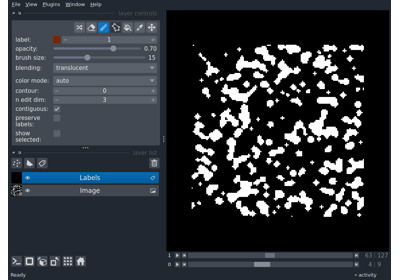 File View Plugins Window Help
layer controls
label: 1
opacity: 0.70
brush size: 15
blending: translucent
color mode: auto
contour: 0
n edit dim: 3
contiguous:
preserve
labels:
show
selected:
layer list
Labels
Image
1 63 127
0 4 9
Ready
activity